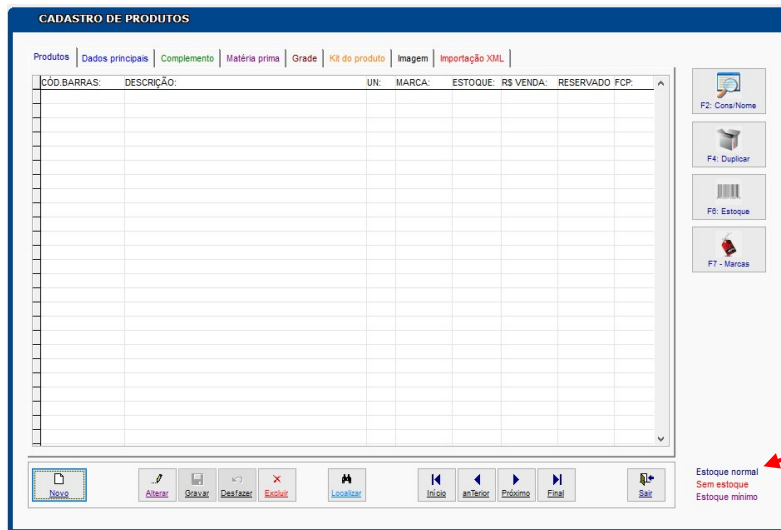 CADASTRO DE PRODUTOS
Produtos Dados principais Complemento Matéria prima Grade Kit do produto Imagem Importação XML
CÓD.BARRAS: DESCRIÇÃO: UN: MARCA: ESTOQUE: R$ VENDA: RESERVADO FCP:
F2: Cons/Nome
F4: Duplicar
F6: Estoque
F7 - Marcas
Novo Alterar Gravar Desfazer Excluir Localizar Início anTerior Próximo Final Sair
Estoque normal
Sem estoque
Estoque mínimo